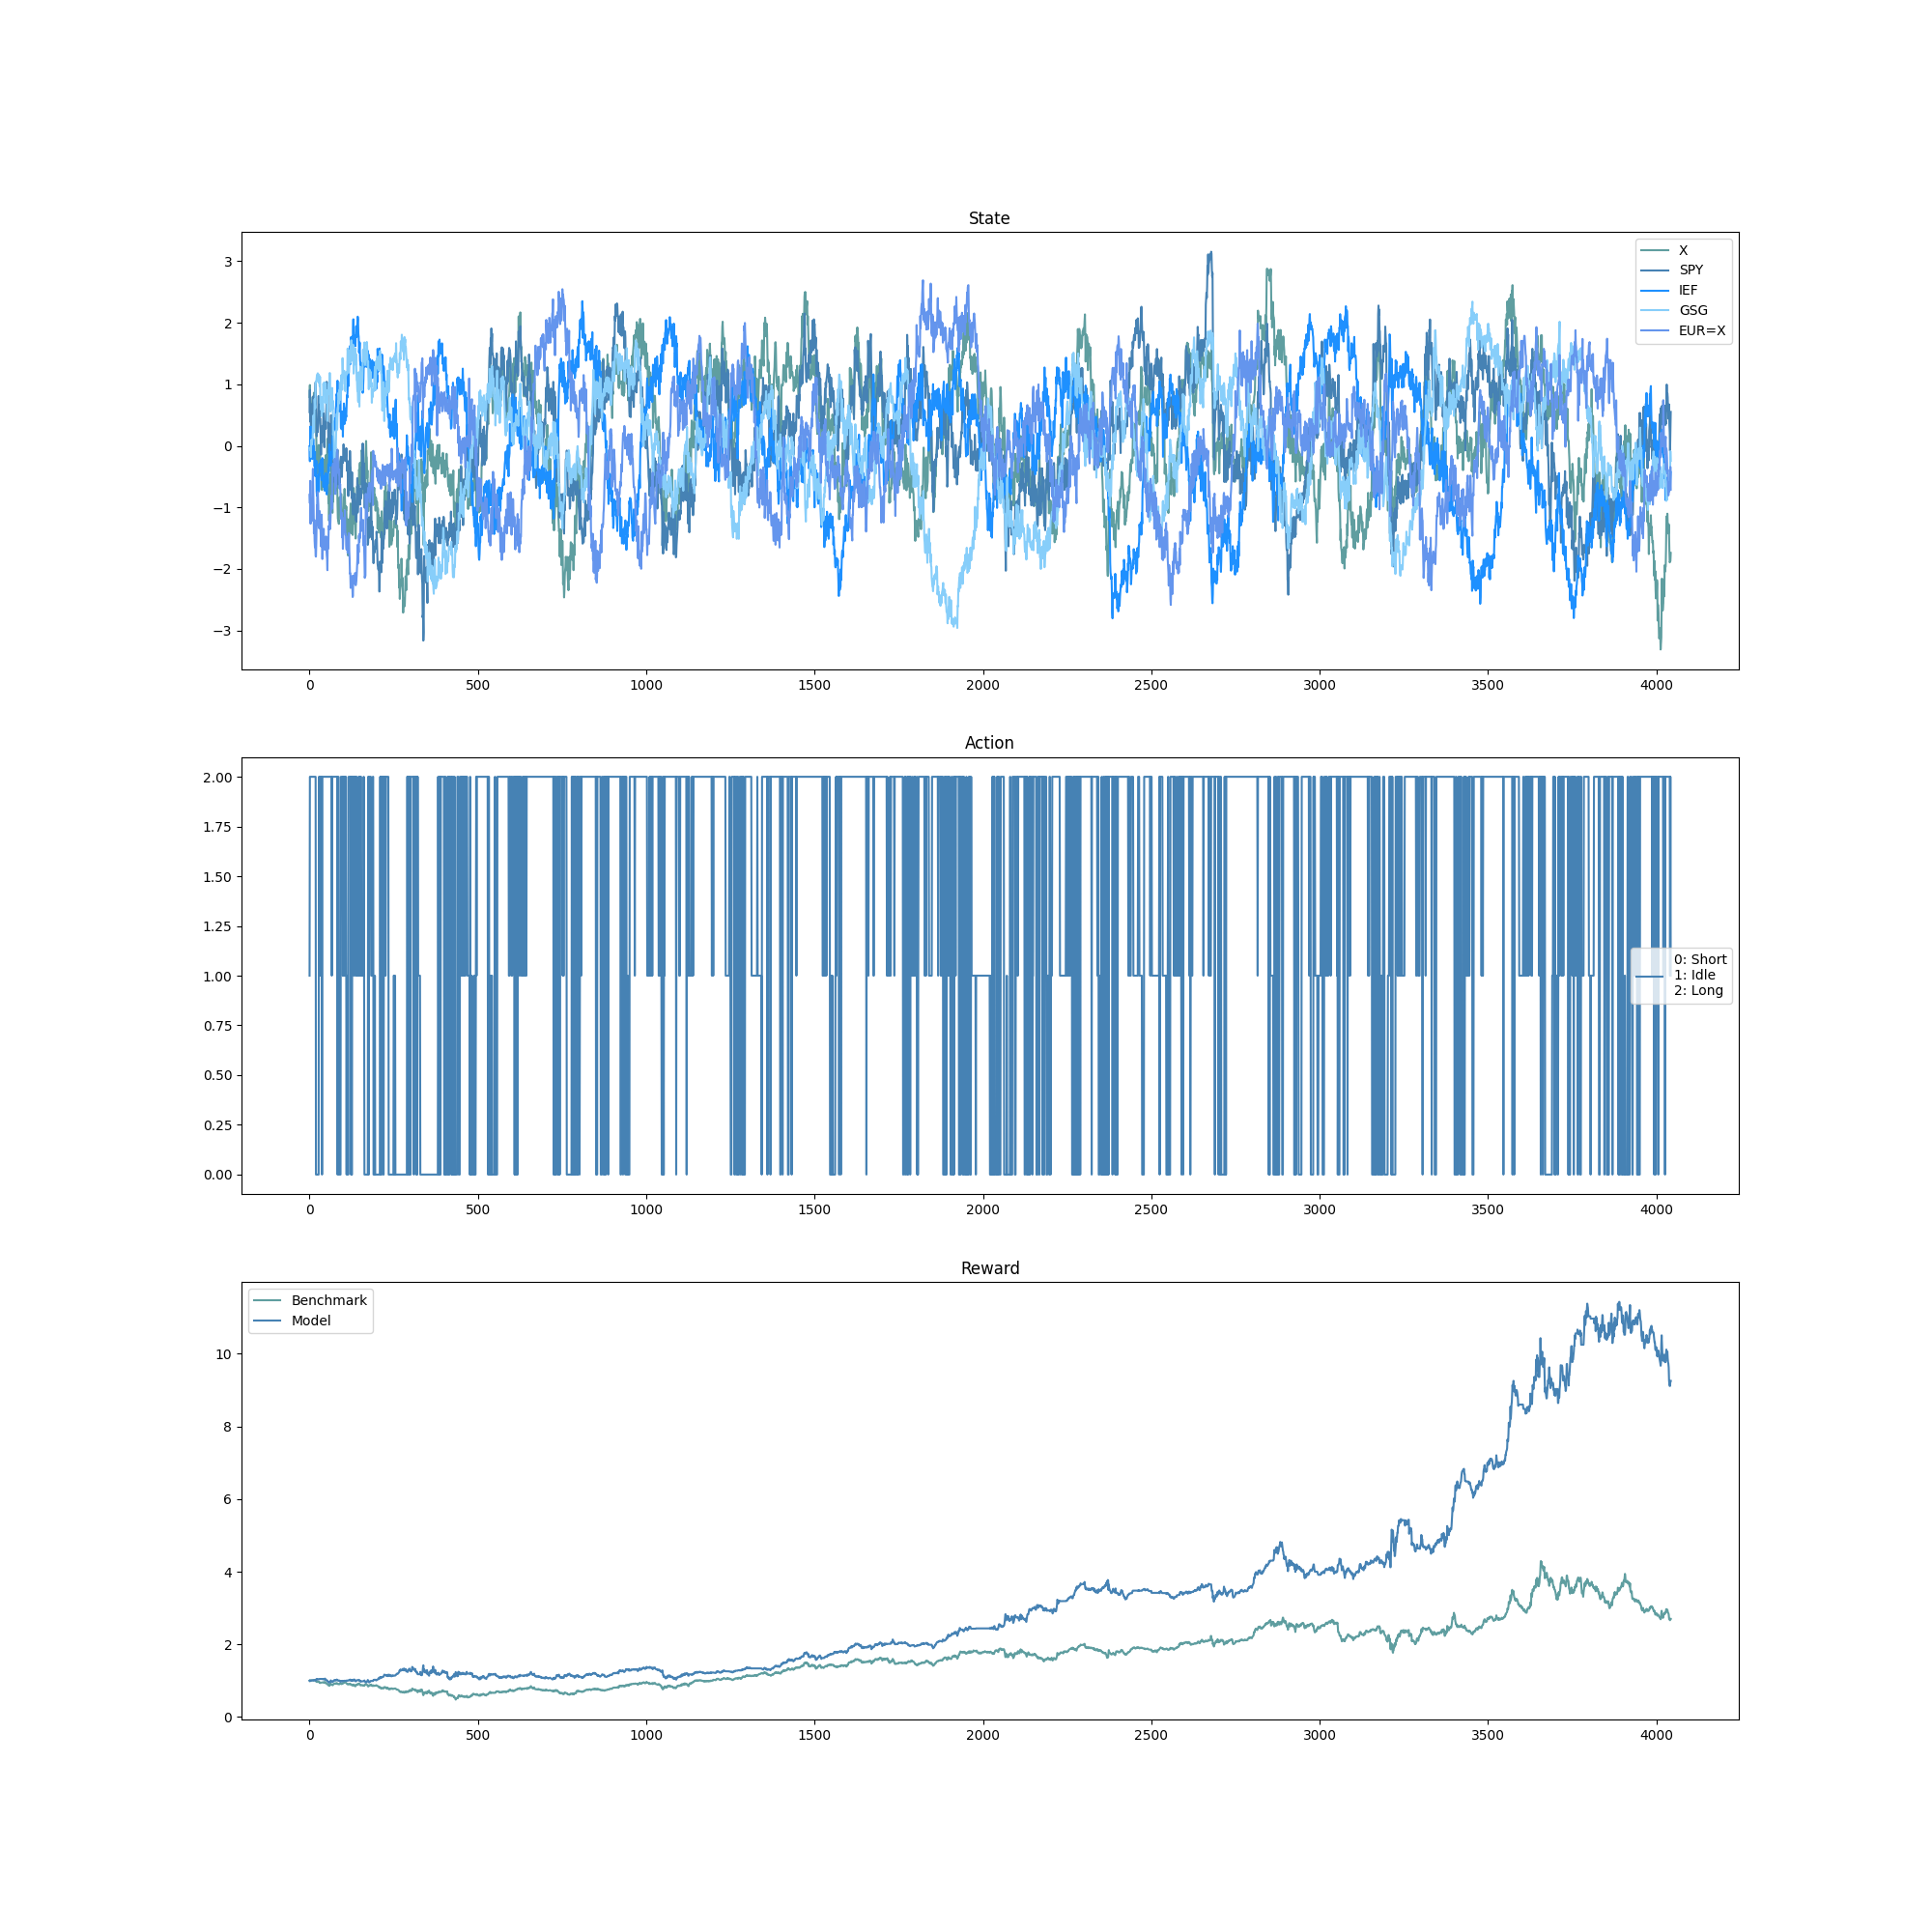 State
3
2
1
0
−1
−2
−3
X
SPY
IEF
GSG
EUR=X
0 500 1000 1500 2000 2500 3000 3500 4000
Action
2.00
1.75
1.50
1.25
1.00
0.75
0.50
0.25
0.00
0: Short
1: Idle
2: Long
0 500 1000 1500 2000 2500 3000 3500 4000
Reward
Benchmark
Model
10
8
6
4
2
0
0 500 1000 1500 2000 2500 3000 3500 4000